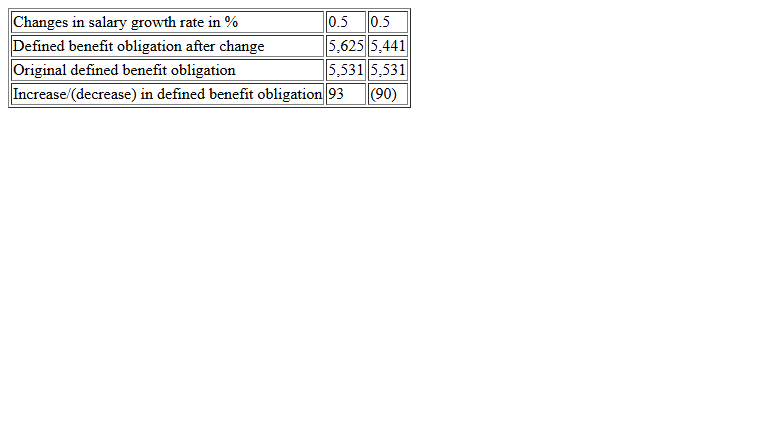 Changes in salary growth rate in % 0.5 0.5
Defined benefit obligation after change 5,625 5,441
Original defined benefit obligation 5,531 5,531
Increase/(decrease) in defined benefit obligation 93 (90)